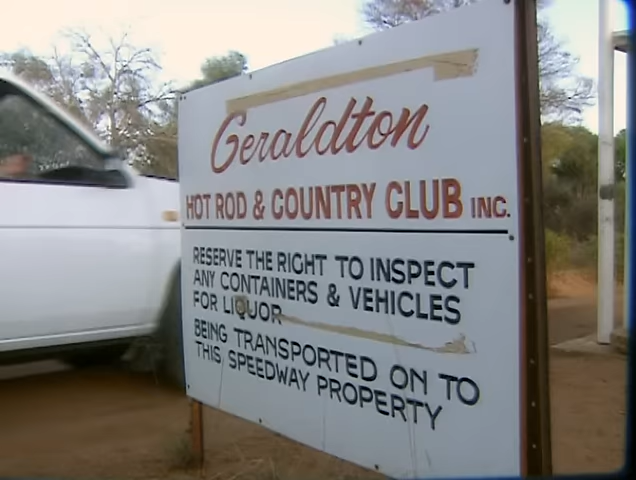 Geraldton
HOT ROD & COUNTRY CLUB INC.
RESERVE THE RIGHT TO INSPECT
ANY CONTAINERS & VEHICLES
FOR LIQUOR
BEING TRANSPORTED ON TO
THIS SPEEDWAY PROPERTY